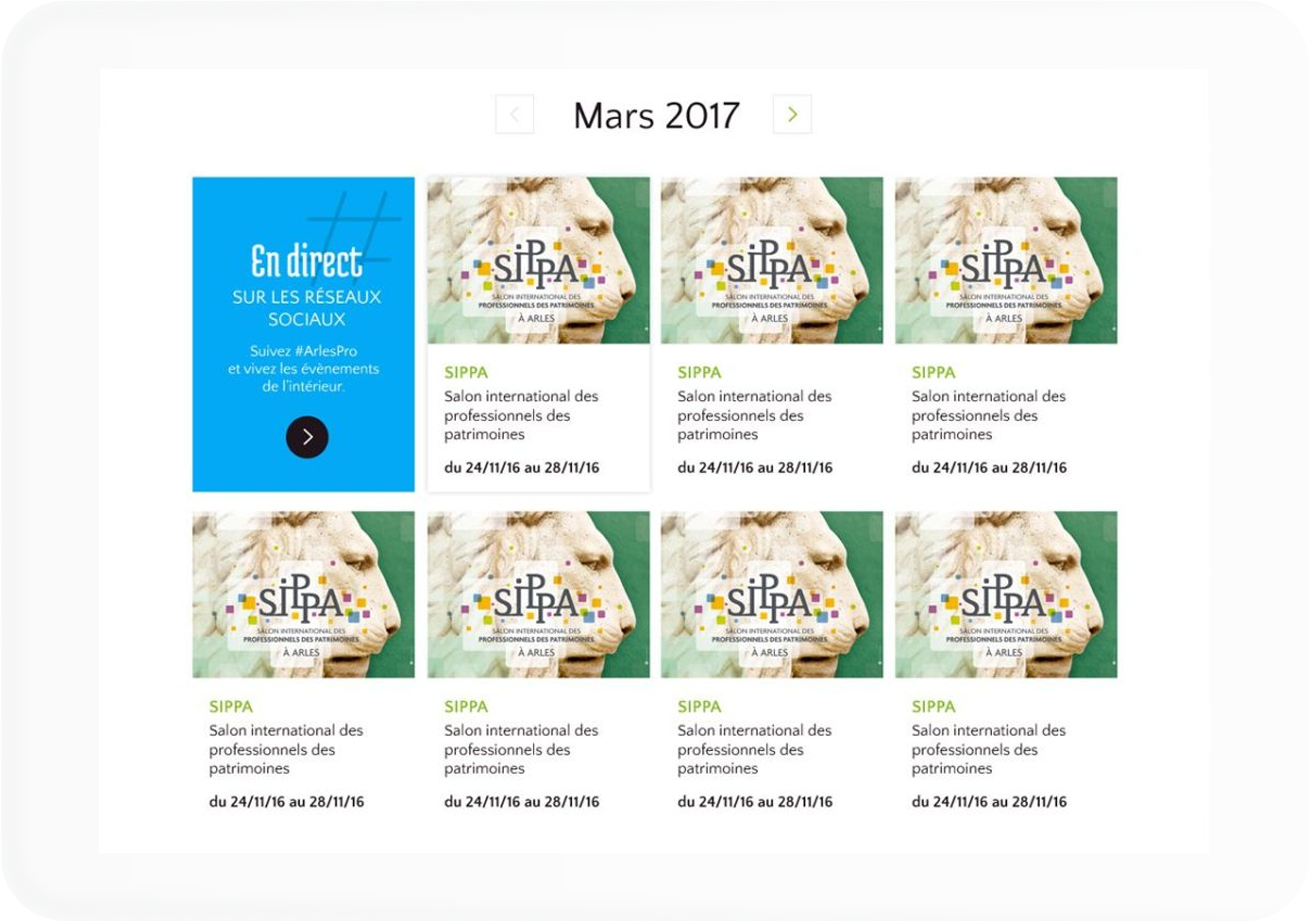 Mars 2017
#
En direct
SUR LES RÉSEAUX
SOCIAUX
Suivez #ArlesPro
et vivez les évènements
de l'intérieur.
SIPPA
SALON INTERNATIONAL DES
PROFESSIONNELS DES PATRIMOINES
À ARLES
SIPPA
Salon international des
professionnels des
patrimoines
du 24/11/16 au 28/11/16
SIPPA
SALON INTERNATIONAL DES
PROFESSIONNELS DES PATRIMOINES
À ARLES
SIPPA
Salon international des
professionnels des
patrimoines
du 24/11/16 au 28/11/16
SIPPA
SALON INTERNATIONAL DES
PROFESSIONNELS DES PATRIMOINES
À ARLES
SIPPA
Salon international des
professionnels des
patrimoines
du 24/11/16 au 28/11/16
SIPPA
SALON INTERNATIONAL DES
PROFESSIONNELS DES PATRIMOINES
À ARLES
SIPPA
Salon international des
professionnels des
patrimoines
du 24/11/16 au 28/11/16
SIPPA
SALON INTERNATIONAL DES
PROFESSIONNELS DES PATRIMOINES
À ARLES
SIPPA
Salon international des
professionnels des
patrimoines
du 24/11/16 au 28/11/16
SIPPA
SALON INTERNATIONAL DES
PROFESSIONNELS DES PATRIMOINES
À ARLES
SIPPA
Salon international des
professionnels des
patrimoines
du 24/11/16 au 28/11/16
SIPPA
SALON INTERNATIONAL DES
PROFESSIONNELS DES PATRIMOINES
À ARLES
SIPPA
Salon international des
professionnels des
patrimoines
du 24/11/16 au 28/11/16